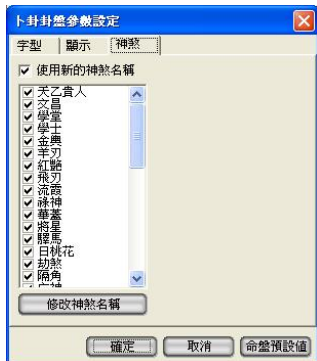 卜卦卦盤參數設定
字型 顯示 神煞
使用新的神煞名稱
天乙貴人
文昌
學堂
學士
金輿
羊刃
紅艷
飛刃
流霞
祿神
華蓋
將星
驛馬
日桃花
劫煞
隔角
修改神煞名稱
確定 取消 命盤預設值